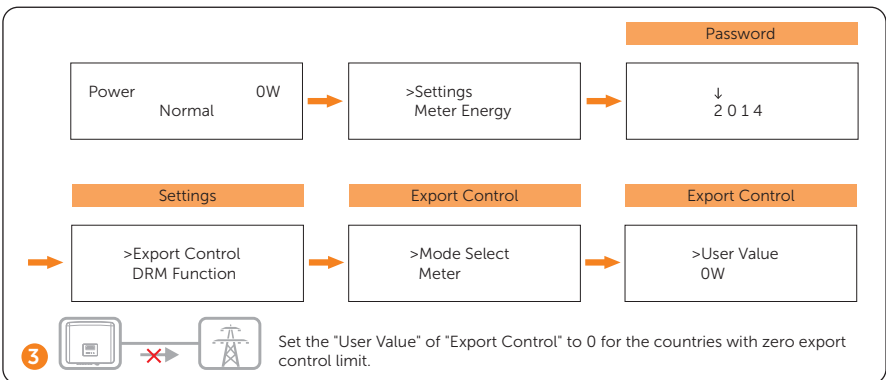 Password
Power 0W
Normal
>Settings
Meter Energy
↓
2 0 1 4
Settings
Export Control
Export Control
>Export Control
DRM Function
>Mode Select
Meter
>User Value
0W
3
Set the "User Value" of "Export Control" to 0 for the countries with zero export
control limit.